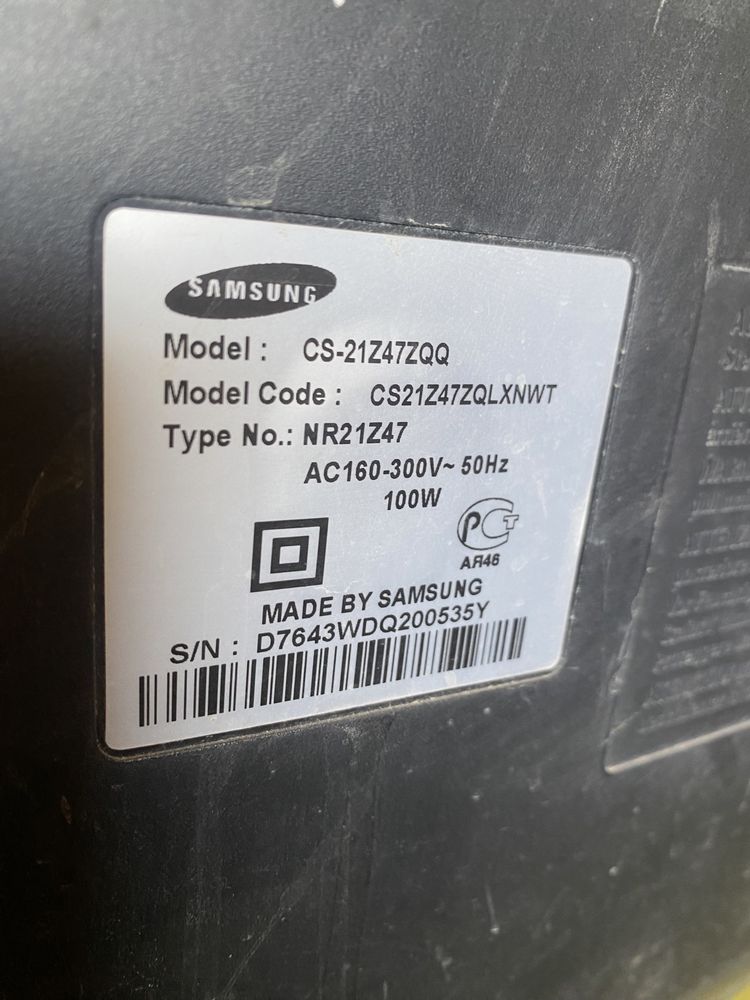 SAMSUNG
Model : CS-21Z47ZQQ
Model Code : CS21Z47ZQLXNWT
Type No.: NR21Z47
AC160-300V~ 50Hz
100W
РСТ
АЯ46
MADE BY SAMSUNG
S/N : D7643WDQ200535Y